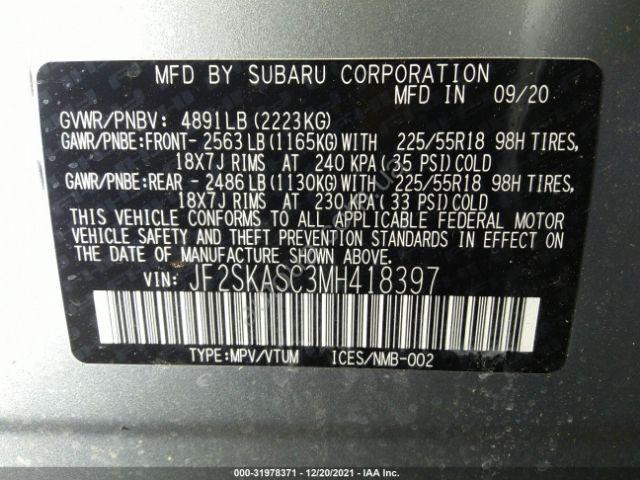 MFD BY SUBARU CORPORATION
MFD IN 09/20
GVWR/PNBV: 4891LB (2223KG)
GAWR/PNBE:FRONT- 2563 LB (1165KG) WITH 225/55R18 98H TIRES,
18X7J RIMS AT 240 KPA( 35 PSI) COLD
GAWR/PNBE:REAR - 2486 LB (1130KG) WITH 225/55R18 98H TIRES,
18X7J RIMS AT 230 KPA( 33 PSI) COLD
THIS VEHICLE CONFORMS TO ALL APPLICABLE FEDERAL MOTOR
VEHICLE SAFETY AND THEFT PREVENTION STANDARDS IN EFFECT ON
THE DATE OF MANUFACTURE SHOWN ABOVE.
VIN: JF2SKASC3MH418397
TYPE:MPV/VTUM ICES/NMB-002
000-31978371 - 12/20/2021 - IAA Inc.